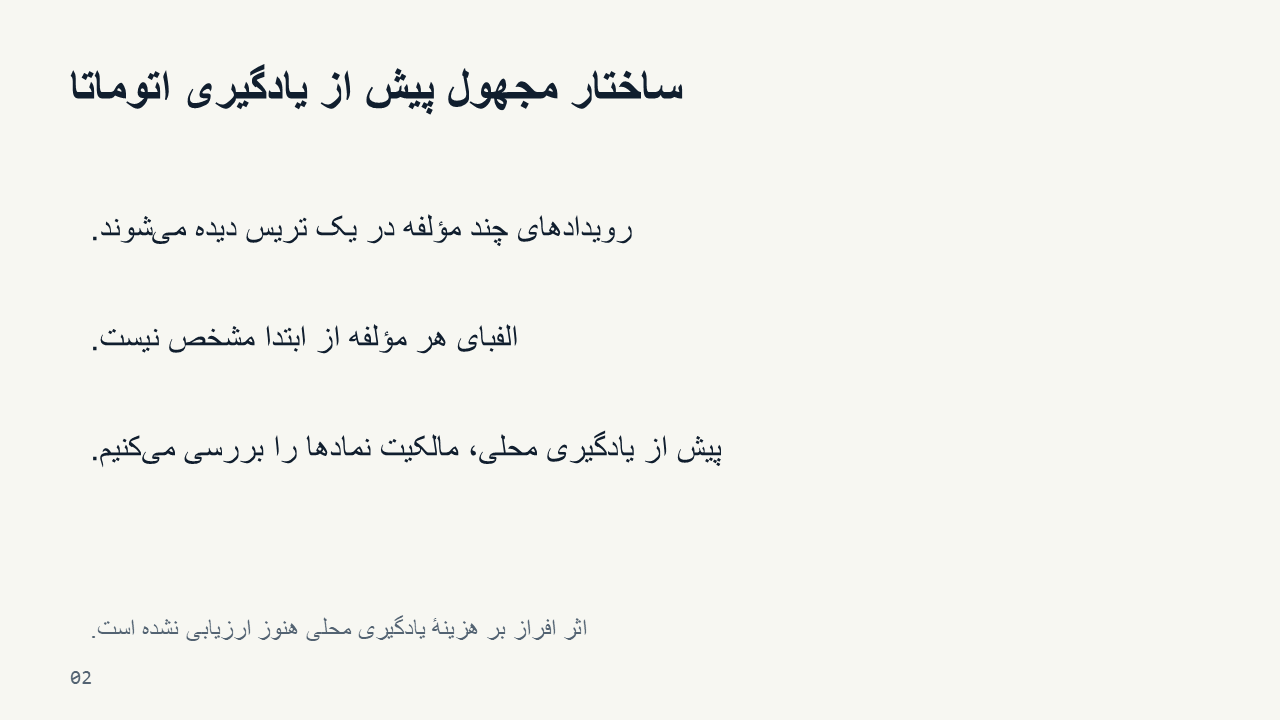 ساختار مجهول پیش از یادگیری اتوماتا
رویدادهای چند مؤلفه در یک تریس دیده می‌شوند.
الفبای هر مؤلفه از ابتدا مشخص نیست.
پیش از یادگیری محلی، مالکیت نمادها را بررسی می‌کنیم.
اثر افراز بر هزینهٔ یادگیری محلی هنوز ارزیابی نشده است.
02